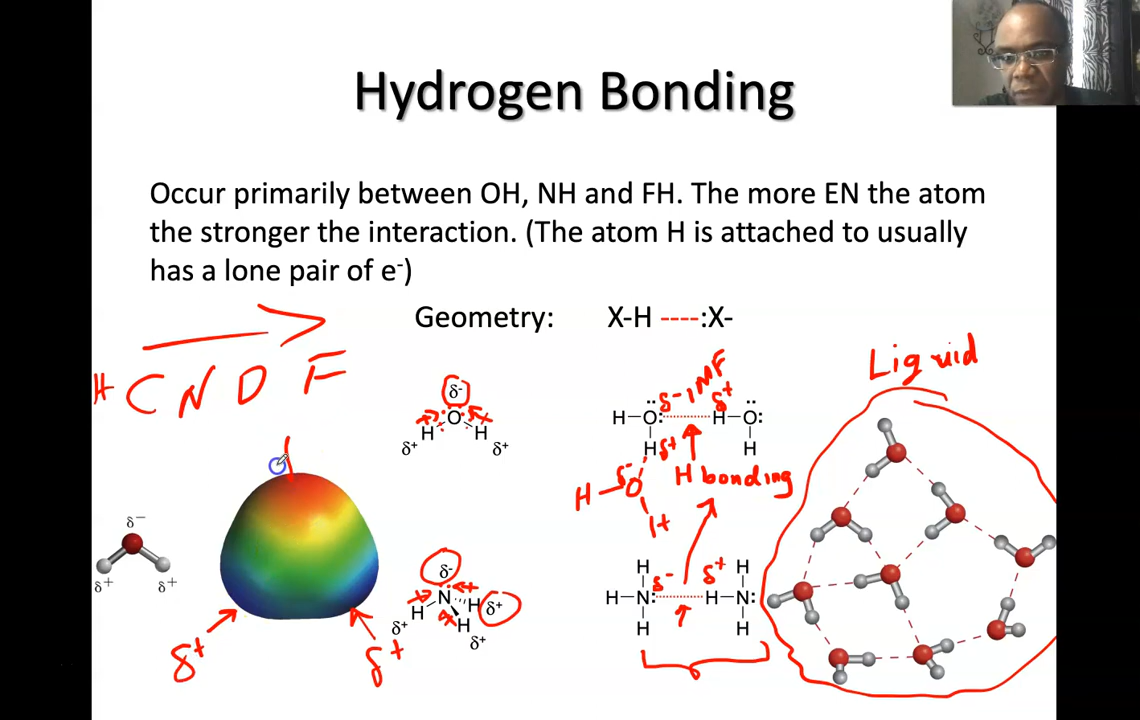 Hydrogen Bonding
Occur primarily between OH, NH and FH. The more EN the atom
the stronger the interaction. (The atom H is attached to usually
has a lone pair of e⁻)
Geometry: X-H ----:X-
H C N O F
Liquid
δ⁻
H O H
δ⁺ δ⁺
δ⁻ IMF δ⁺
H-O: H-O:
H δ⁺ H
δ⁻
H-O
H
H bonding
δ⁻
δ⁺ δ⁺
δ⁺ δ⁺
δ⁻
N
H H δ⁺
H
δ⁺ δ⁺
H H
δ⁻ δ⁺
H-N: H-N:
H H